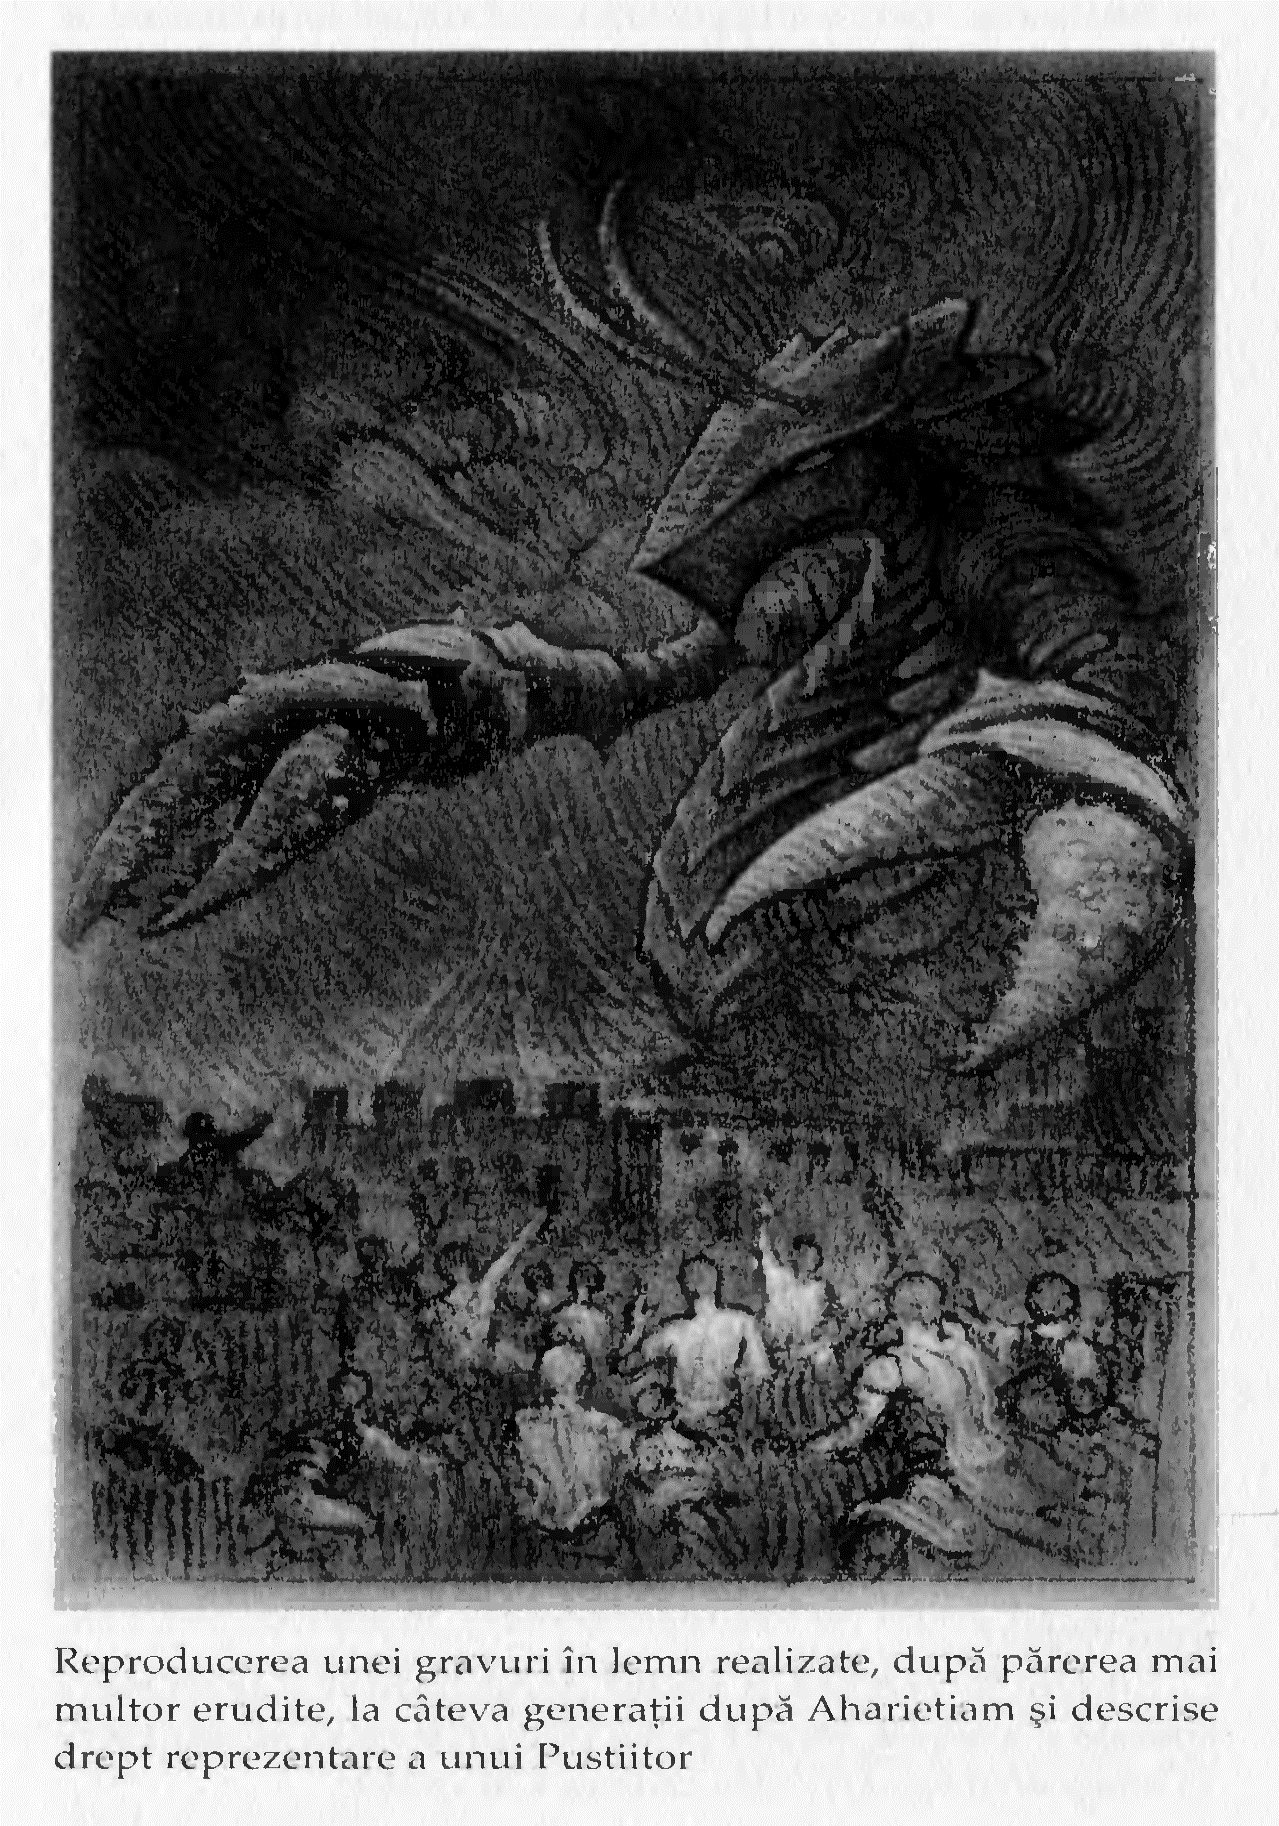 Reproducerea unei gravuri în lemn realizate, după părerea mai
multor erudite, la câteva generaţii după Aharietiam şi descrise
drept reprezentare a unui Pustiitor